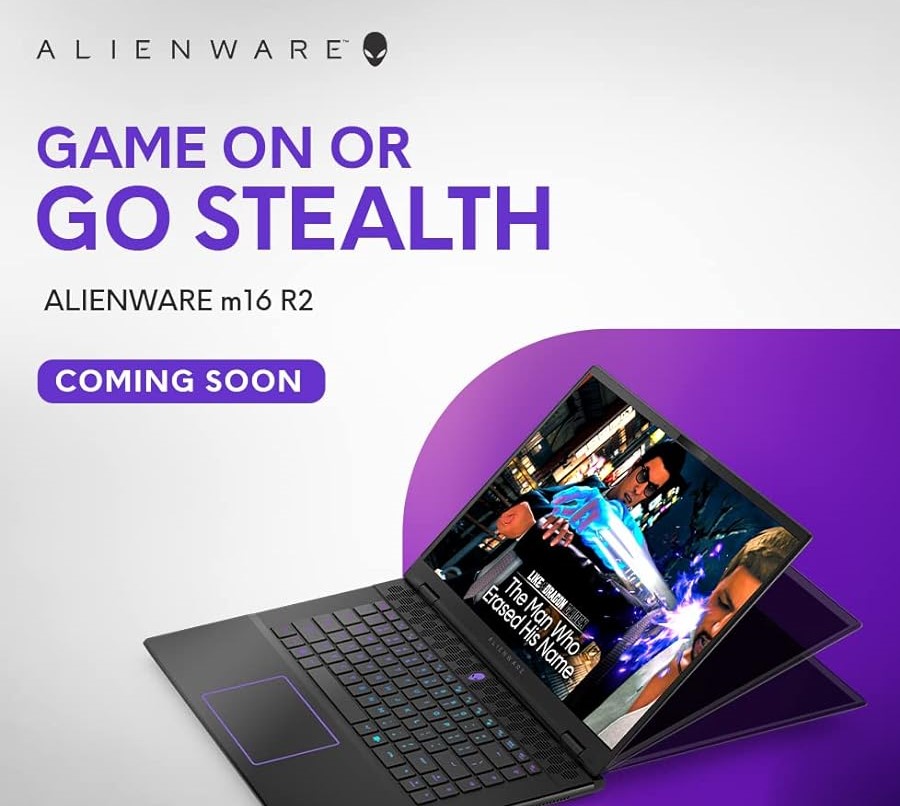 ALIENWARE™
GAME ON OR
GO STEALTH
ALIENWARE m16 R2
COMING SOON
LIKE A DRAGON
The Man Who
Erased His Name
ALIENWARE